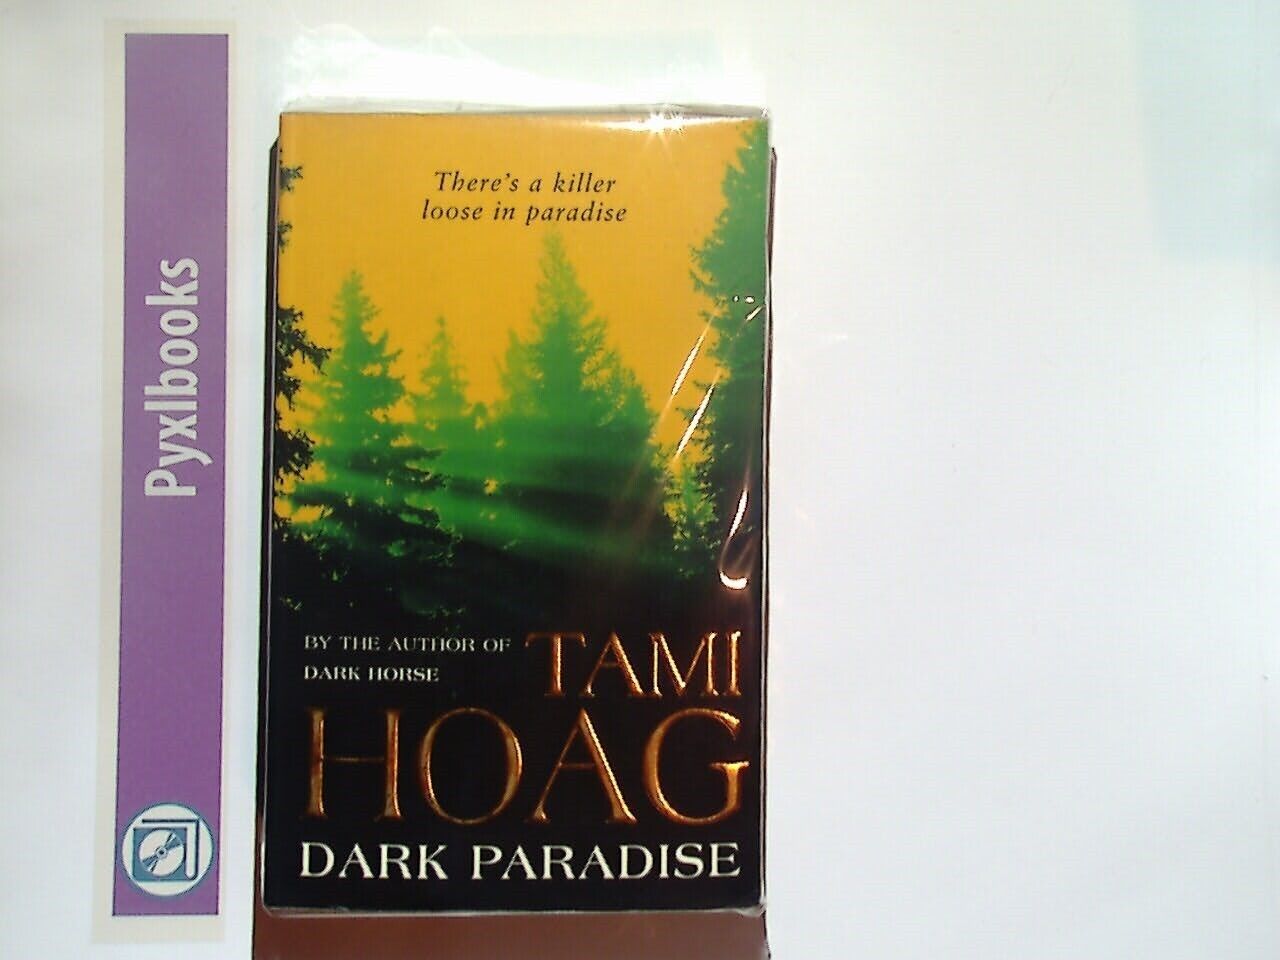 Pyxlbooks
There's a killer
loose in paradise
BY THE AUTHOR OF
DARK HORSE
TAMI
HOAG
DARK PARADISE